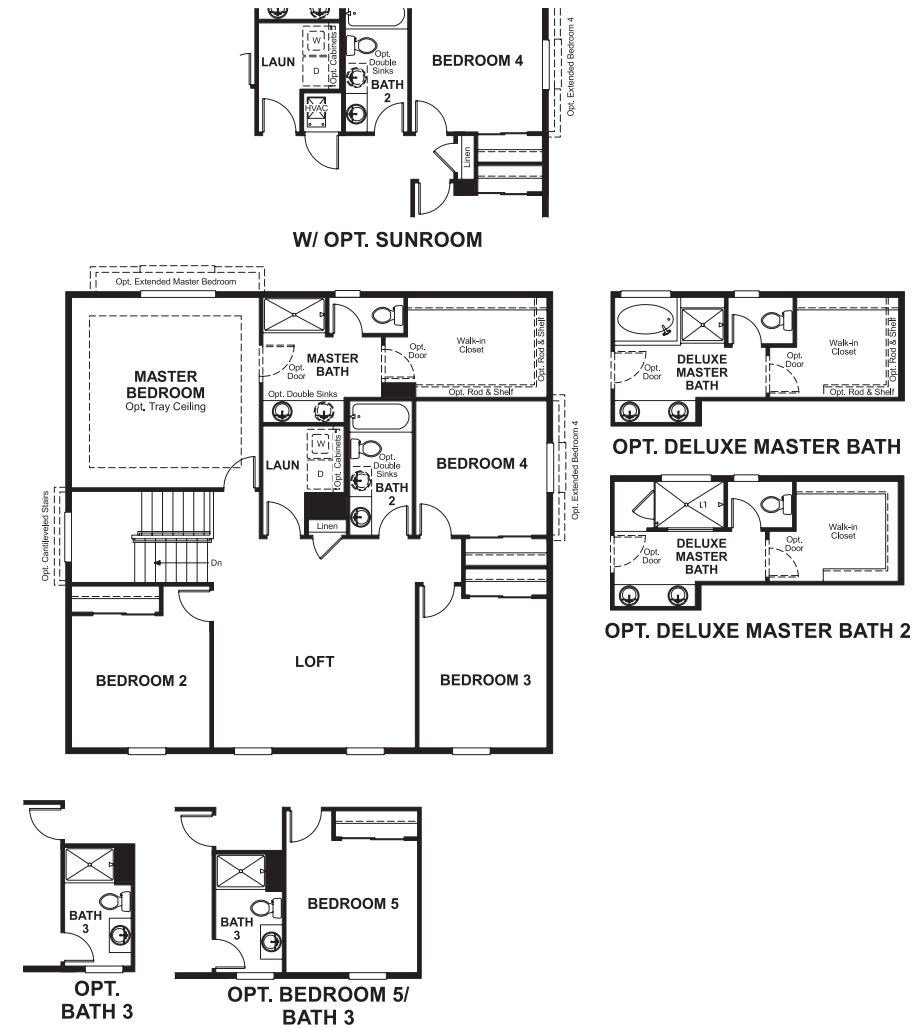 LAUN
W
D
Opt. Cabinets
HVAC
Opt.
Double
Sinks
BATH
2
BEDROOM 4
Opt. Extended Bedroom 4
Linen
W/ OPT. SUNROOM
Opt. Extended Master Bedroom
MASTER
BEDROOM
Opt. Tray Ceiling
Opt.
Door
MASTER
BATH
Opt. Double Sinks
Opt.
Door
Walk-in
Closet
Opt. Rod & Shelf
Opt. Rod & Shelf
LAUN
W
D
Opt. Cabinets
Opt.
Double
Sinks
BATH
2
BEDROOM 4
Opt. Extended Bedroom 4
Linen
Opt. Cantileveled Stairs
Dn
BEDROOM 2
LOFT
BEDROOM 3
Opt.
Door
DELUXE
MASTER
BATH
Opt.
Door
Walk-in
Closet
Opt. Rod & Shelf
Opt. Rod & Shelf
OPT. DELUXE MASTER BATH
L1
Opt.
Door
DELUXE
MASTER
BATH
Opt.
Door
Walk-in
Closet
OPT. DELUXE MASTER BATH 2
BATH
3
OPT.
BATH 3
BATH
3
BEDROOM 5
OPT. BEDROOM 5/
BATH 3